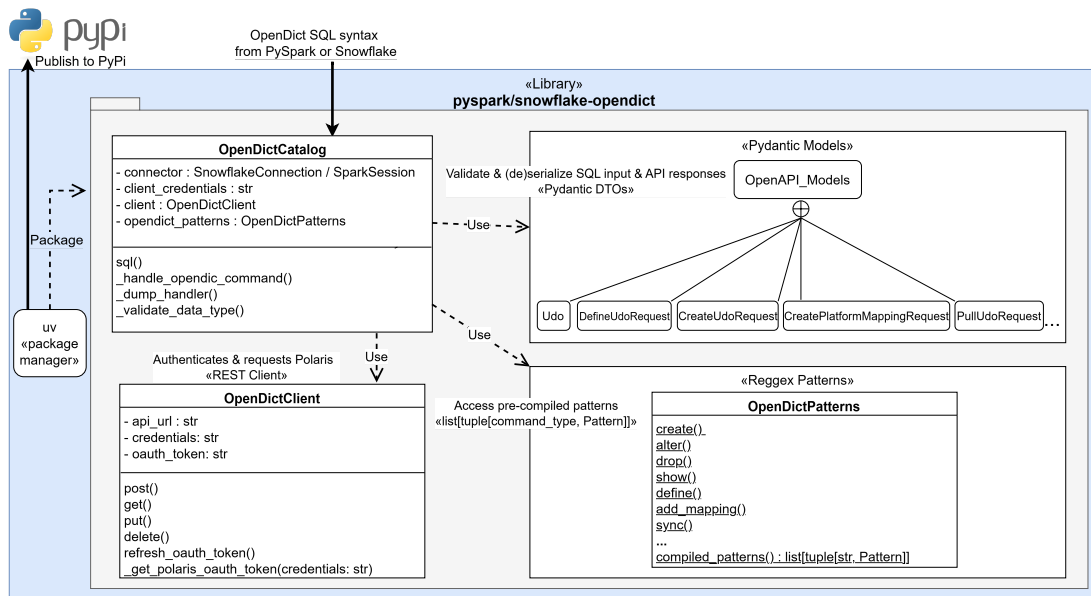 pypi
Publish to PyPi
OpenDict SQL syntax
from PySpark or Snowflake
«Library»
pyspark/snowflake-opendict
OpenDictCatalog
- connector : SnowflakeConnection / SparkSession
- client_credentials : str
- client : OpenDictClient
- opendict_patterns : OpenDictPatterns
sql()
_handle_opendic_command()
_dump_handler()
_validate_data_type()
Package
uv
«package
manager»
Validate & (de)serialize SQL input & API responses
«Pydantic DTOs»
Use
«Pydantic Models»
OpenAPI_Models
Udo
DefineUdoRequest
CreateUdoRequest
CreatePlatformMappingRequest
PullUdoRequest
...
Use
Use
Authenticates & requests Polaris
«REST Client»
OpenDictClient
- api_url : str
- credentials: str
- oauth_token: str
post()
get()
put()
delete()
refresh_oauth_token()
_get_polaris_oauth_token(credentials: str)
Access pre-compiled patterns
«list[tuple[command_type, Pattern]]»
«Reggex Patterns»
OpenDictPatterns
create()
alter()
drop()
show()
define()
add_mapping()
sync()
...
compiled_patterns() : list[tuple[str, Pattern]]